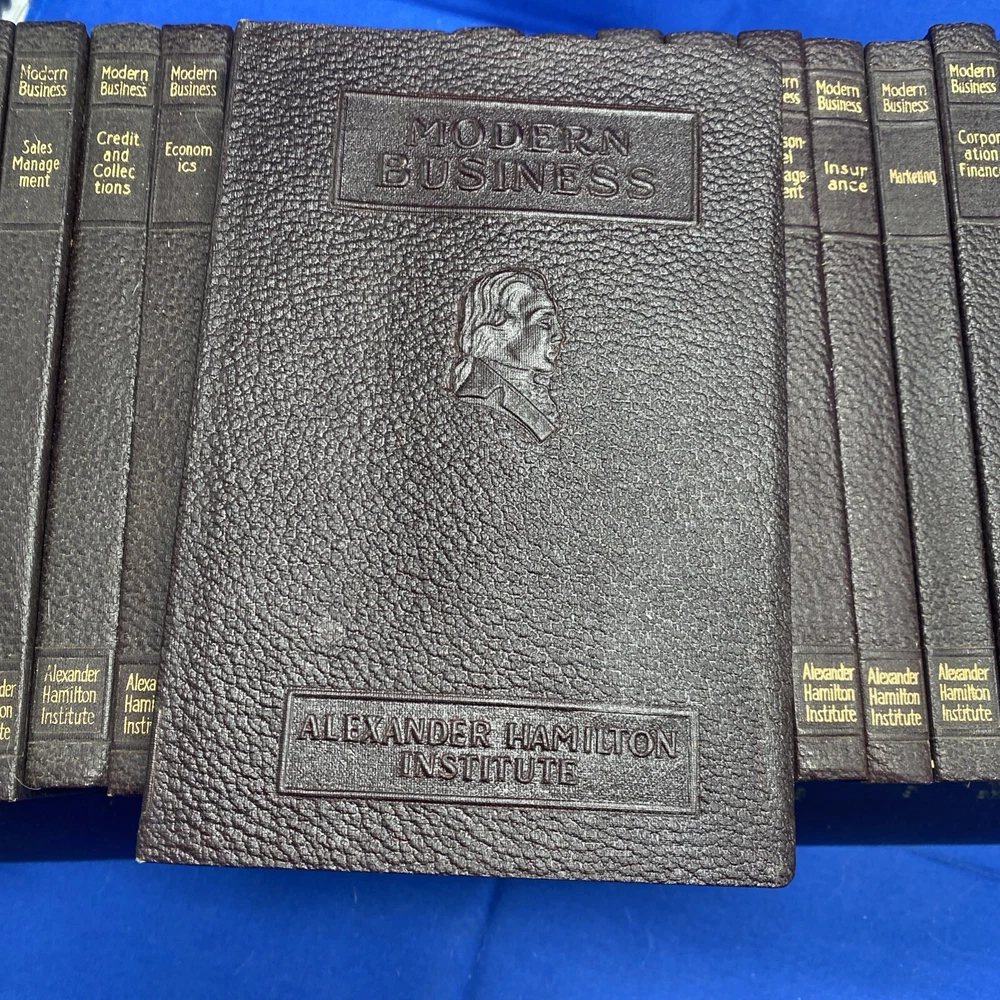 Modern
Business
Sales
Manage
ment
Modern
Business
Credit
and
Collec
tions
Alexander
Hamilton
Institute
Modern
Business
Econom
ics
MODERN
BUSINESS
ALEXANDER HAMILTON
INSTITUTE
Modern
Business
Insur
ance
Alexander
Hamilton
Institute
Modern
Business
Marketing
Alexander
Hamilton
Institute
Modern
Business
Corpor
ation
Finance
Alexander
Hamilton
Institute